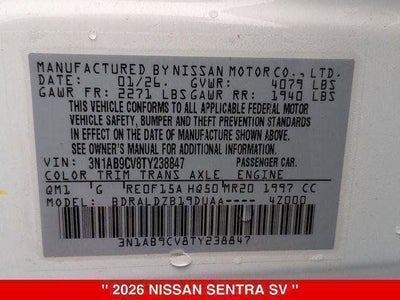 MANUFACTURED BY NISSAN MOTOR CO., LTD.
DATE: 01/26. GVWR: 4079 LBS
GAWR FR: 2271 LBS GAWR RR: 1940 LBS
THIS VEHICLE CONFORMS TO ALL APPLICABLE FEDERAL MOTOR
VEHICLE SAFETY, BUMPER, AND THEFT PREVENTION STANDARDS
IN EFFECT ON THE DATE OF MANUFACTURE SHOWN ABOVE.
SEE OWNER'S MANUAL FOR ADDITIONAL INFORMATION.
VIN: 3N1AB9CV8TY238847 PASSENGER CAR.
COLOR TRIM TRANS AXLE ENGINE
QM1 G RE0F15A HQ50 MR20 1997 CC
MODEL: BDRALDZB19DUAA---- 4Z000
3N1AB9CV8TY238847
" 2026 NISSAN SENTRA SV "